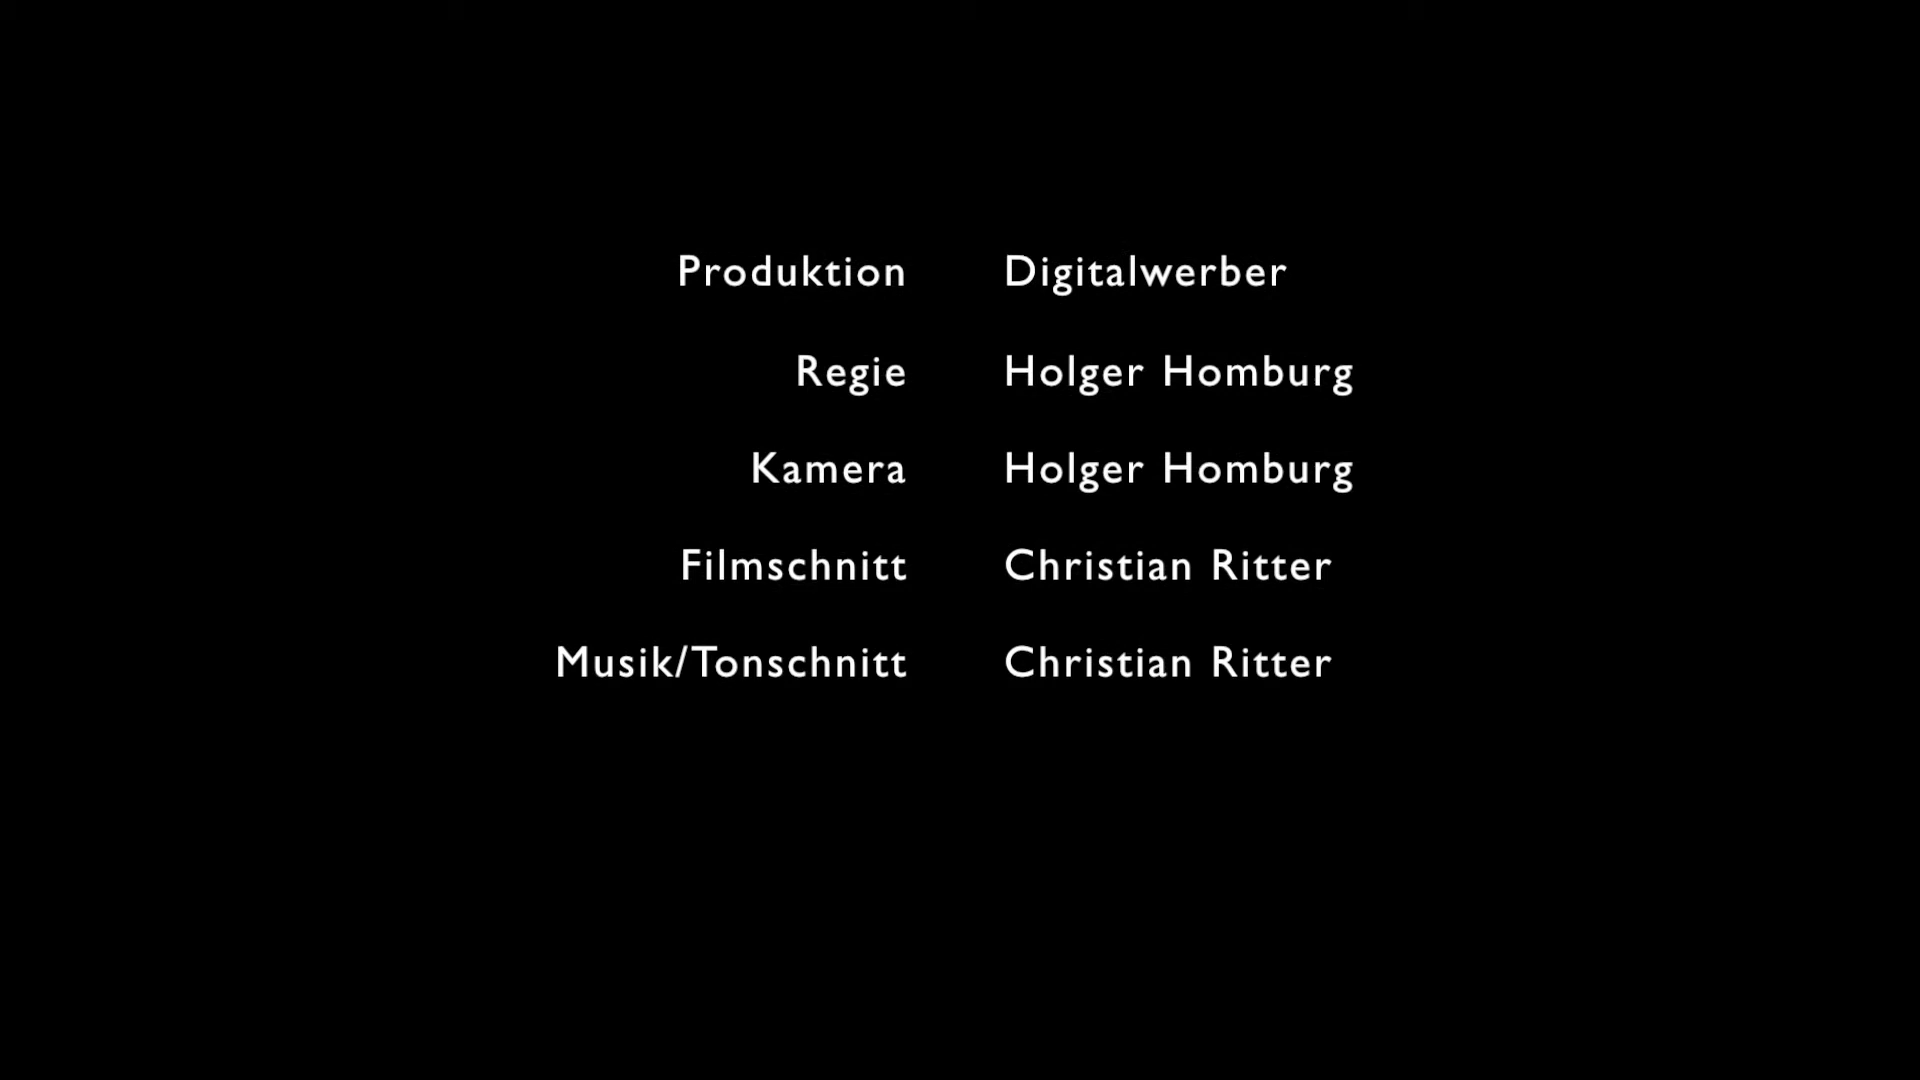 Produktion Digitalwerber
Regie Holger Homburg
Kamera Holger Homburg
Filmschnitt Christian Ritter
Musik/Tonschnitt Christian Ritter